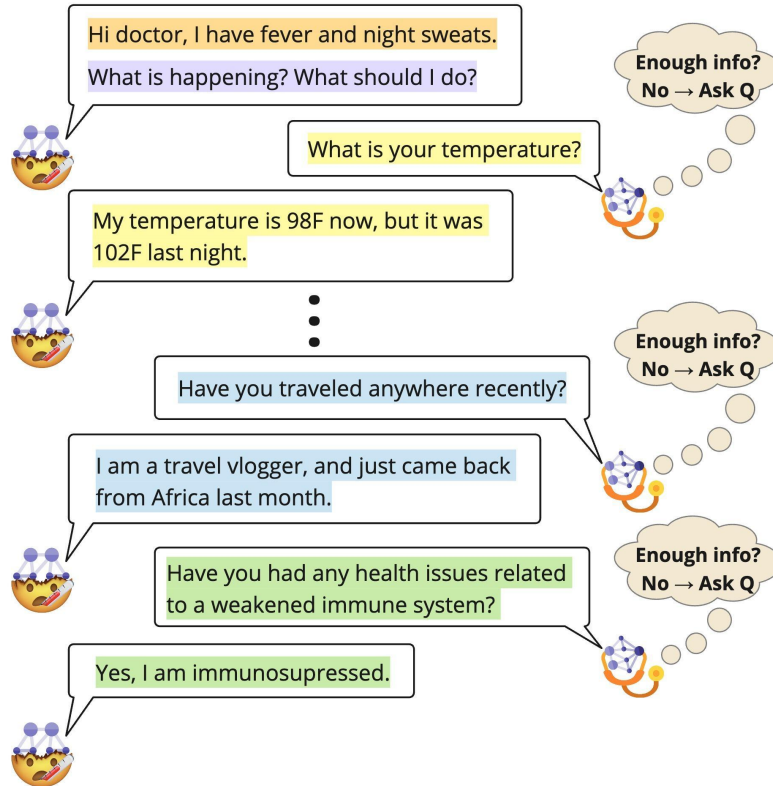 Hi doctor, I have fever and night sweats.
What is happening? What should I do?
Enough info?
No → Ask Q
What is your temperature?
My temperature is 98F now, but it was
102F last night.
Enough info?
No → Ask Q
Have you traveled anywhere recently?
I am a travel vlogger, and just came back
from Africa last month.
Enough info?
No → Ask Q
Have you had any health issues related
to a weakened immune system?
Yes, I am immunosupressed.